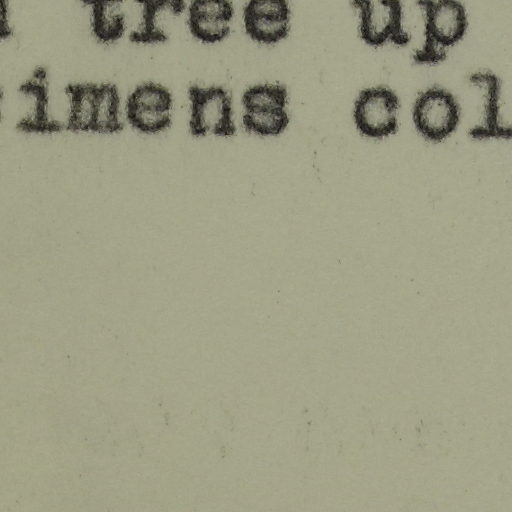 tree up
imens col